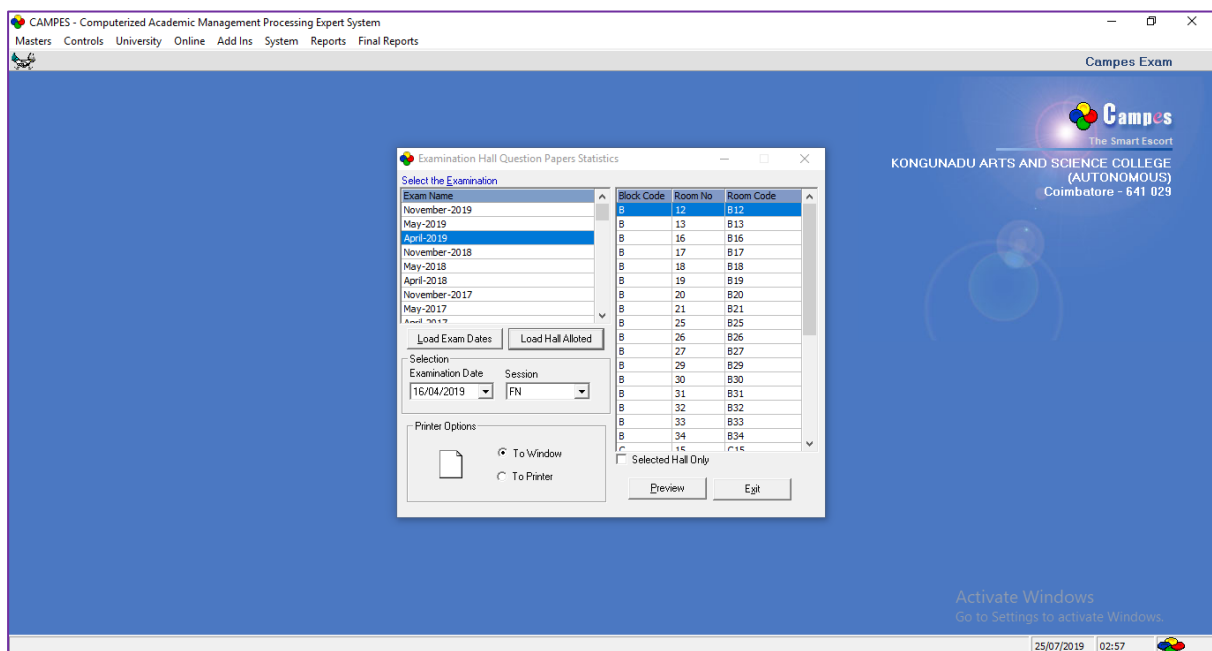 CAMPES - Computerized Academic Management Processing Expert System
Masters Controls University Online Add Ins System Reports Final Reports
Campes Exam
Campes
The Smart Escort
KONGUNADU ARTS AND SCIENCE COLLEGE
(AUTONOMOUS)
Coimbatore - 641 029
Examination Hall Question Papers Statistics
Select the Examination
Exam Name
November-2019
May-2019
April-2019
November-2018
May-2018
April-2018
November-2017
May-2017
April-2017
Load Exam Dates Load Hall Alloted
Selection
Examination Date Session
16/04/2019 FN
Printer Options
To Window
To Printer
Block Code Room No Room Code
B 12 B12
B 13 B13
B 16 B16
B 17 B17
B 18 B18
B 19 B19
B 20 B20
B 21 B21
B 25 B25
B 26 B26
B 27 B27
B 29 B29
B 30 B30
B 31 B31
B 32 B32
B 33 B33
B 34 B34
C 15 C15
Selected Hall Only
Preview Exit
Activate Windows
Go to Settings to activate Windows.
25/07/2019 02:57